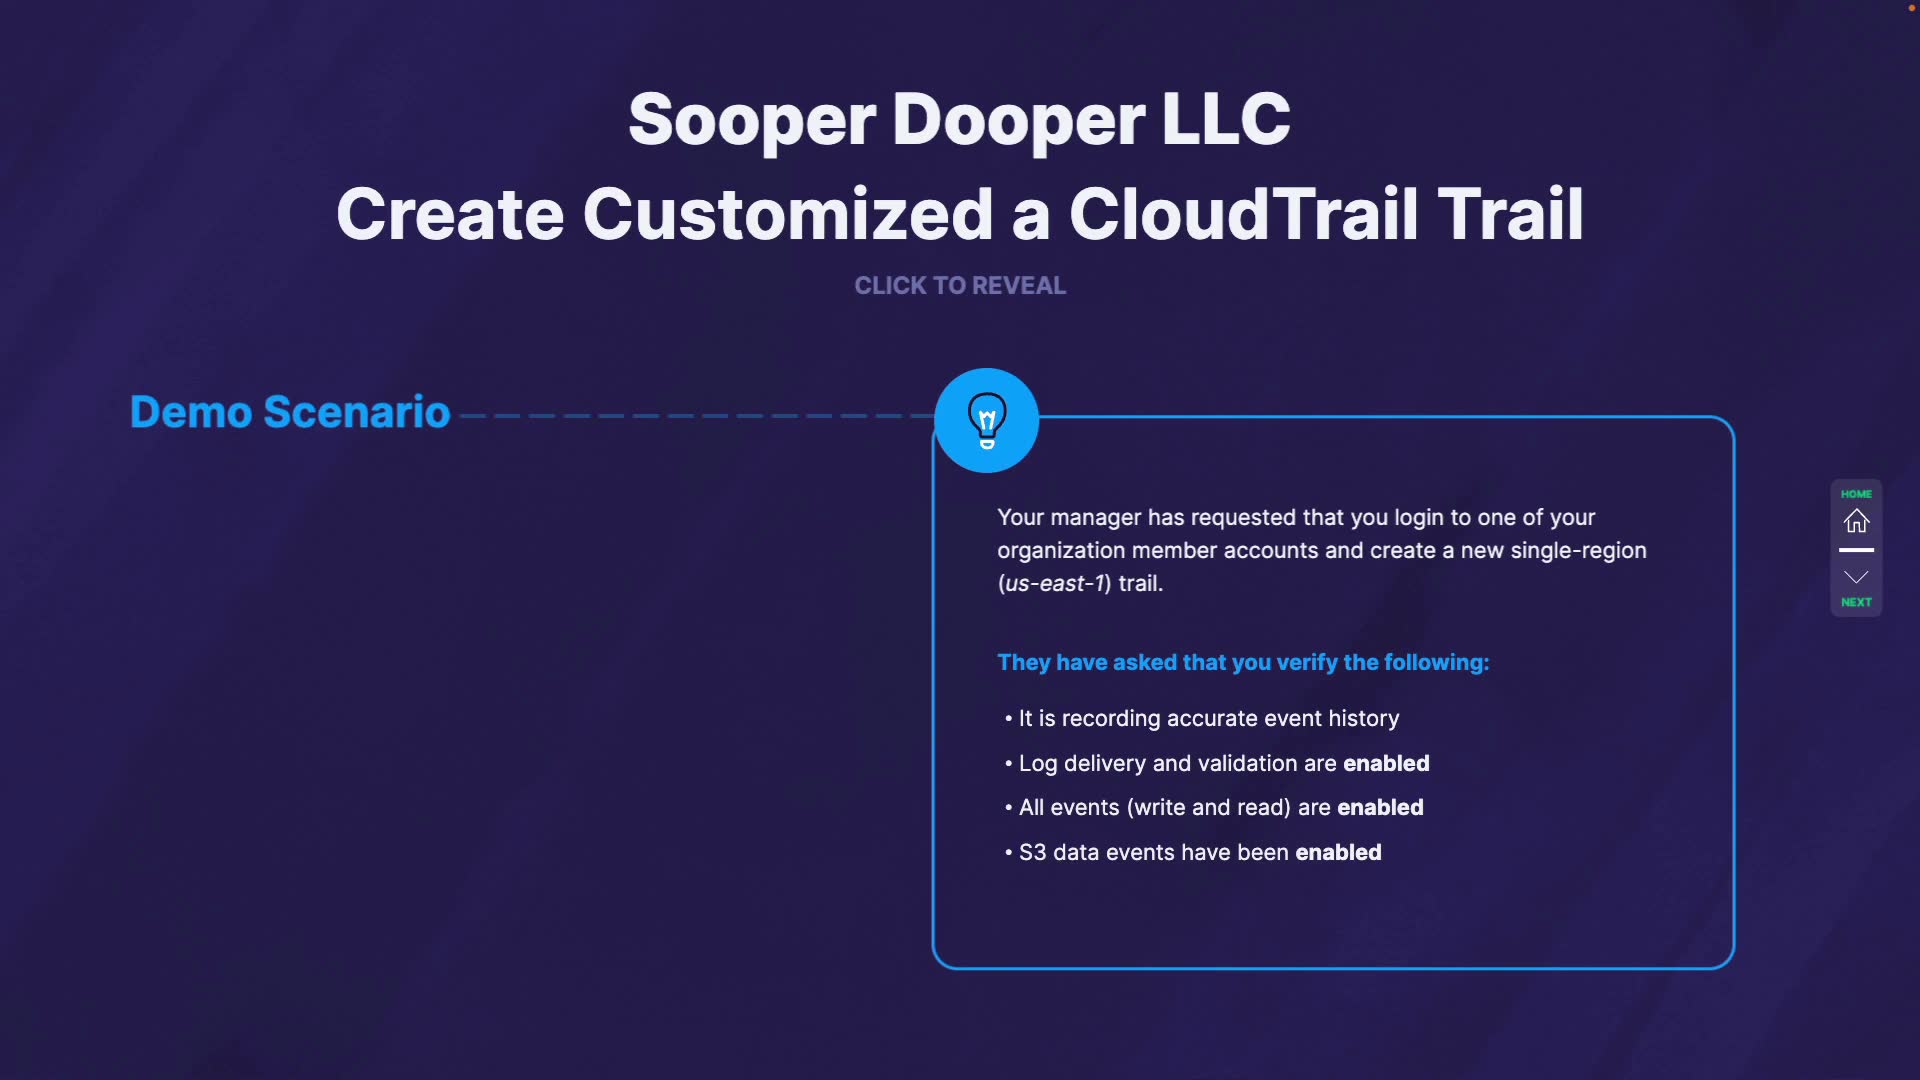 Sooper Dooper LLC
Create Customized a CloudTrail Trail
CLICK TO REVEAL
Demo Scenario
Your manager has requested that you login to one of your
organization member accounts and create a new single-region
(us-east-1) trail.
They have asked that you verify the following:
• It is recording accurate event history
• Log delivery and validation are enabled
• All events (write and read) are enabled
• S3 data events have been enabled
HOME
NEXT